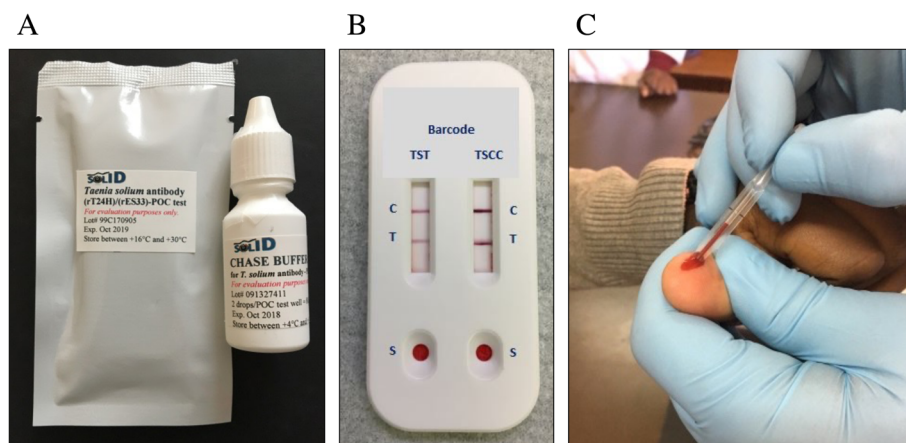 A
B
C
SOLID
Taenia solium antibody
(rT24H)/(rES33)-POC test
For evaluation purposes only.
Lot# 99C170905
Exp. Oct 2019
Store between +16°C and +30°C
SOLID
CHASE BUFFER
for T. solium antibody-
For evaluation purposes
Lot# 091327411
2 drops/POC test well
Exp. Oct 2018
Store between +4°C and
Barcode
TST TSCC
C C
T T
S S